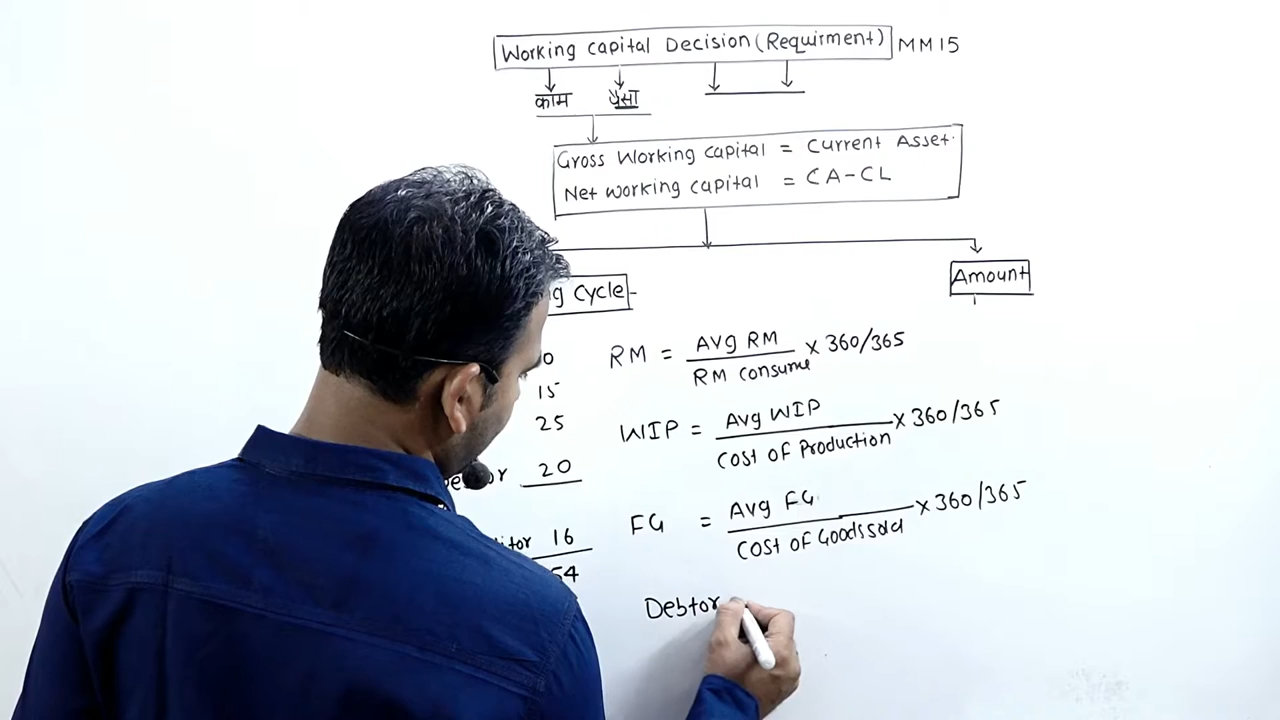 Working Capital Decision (Requirment) MM15
काम पैसा
Gross Working Capital = Current Asset.
Net working capital = CA-CL
Cycle
Amount
RM = Avg RM / RM consume x 360/365
15
25
20
WIP = Avg WIP / Cost of Production x 360/365
16
54
FG = Avg FG / Cost of Goods sold x 360/365
Debtor